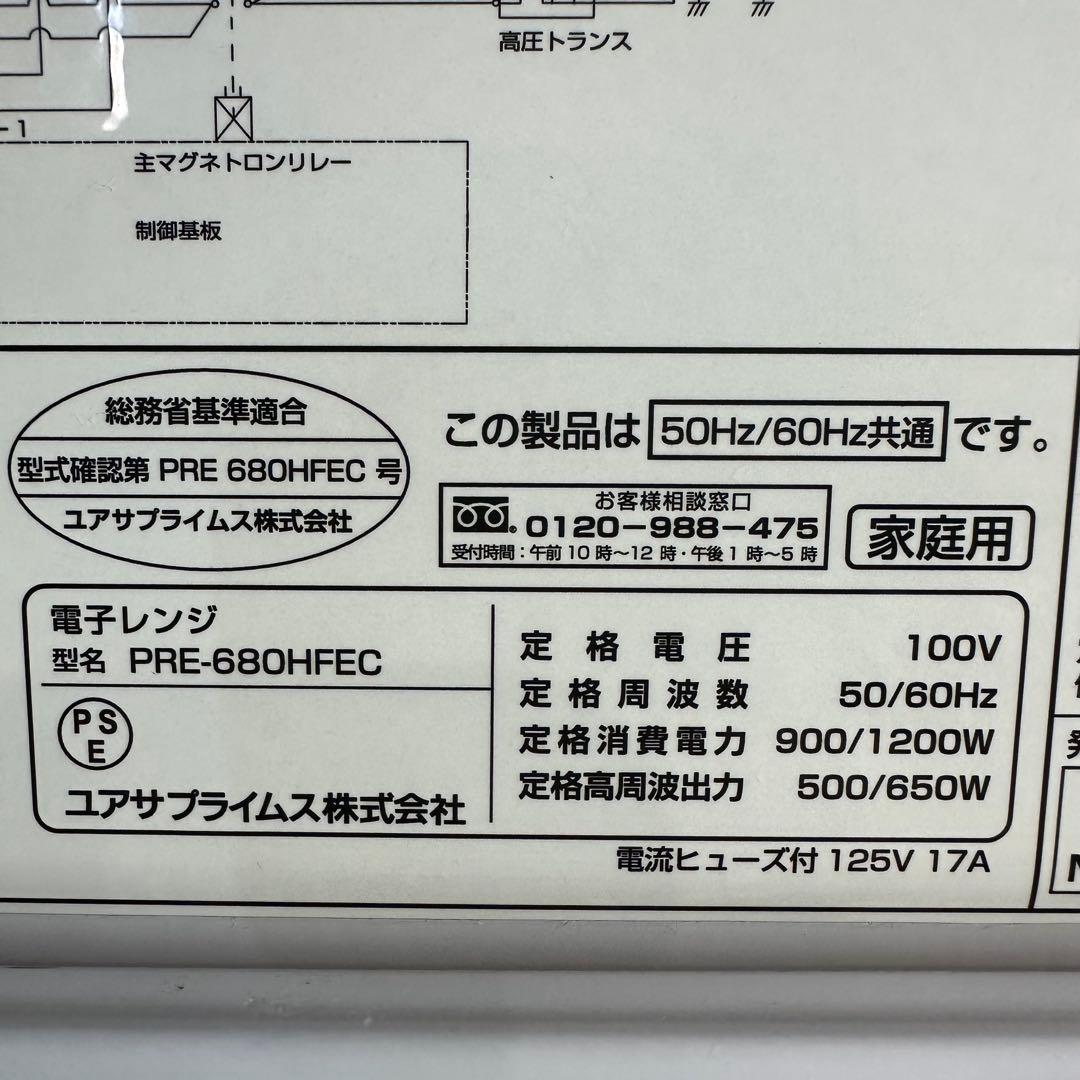 高圧トランス
主マグネトロンリレー
制御基板
総務省基準適合
型式確認第 PRE 680HFEC 号
ユアサプライムス株式会社
この製品は 50Hz/60Hz共通 です。
お客様相談窓口
0120-988-475
受付時間：午前10時～12時・午後1時～5時
家庭用
電子レンジ
型名 PRE-680HFEC
PS
E
ユアサプライムス株式会社
定格電圧 100V
定格周波数 50/60Hz
定格消費電力 900/1200W
定格高周波出力 500/650W
電流ヒューズ付 125V 17A